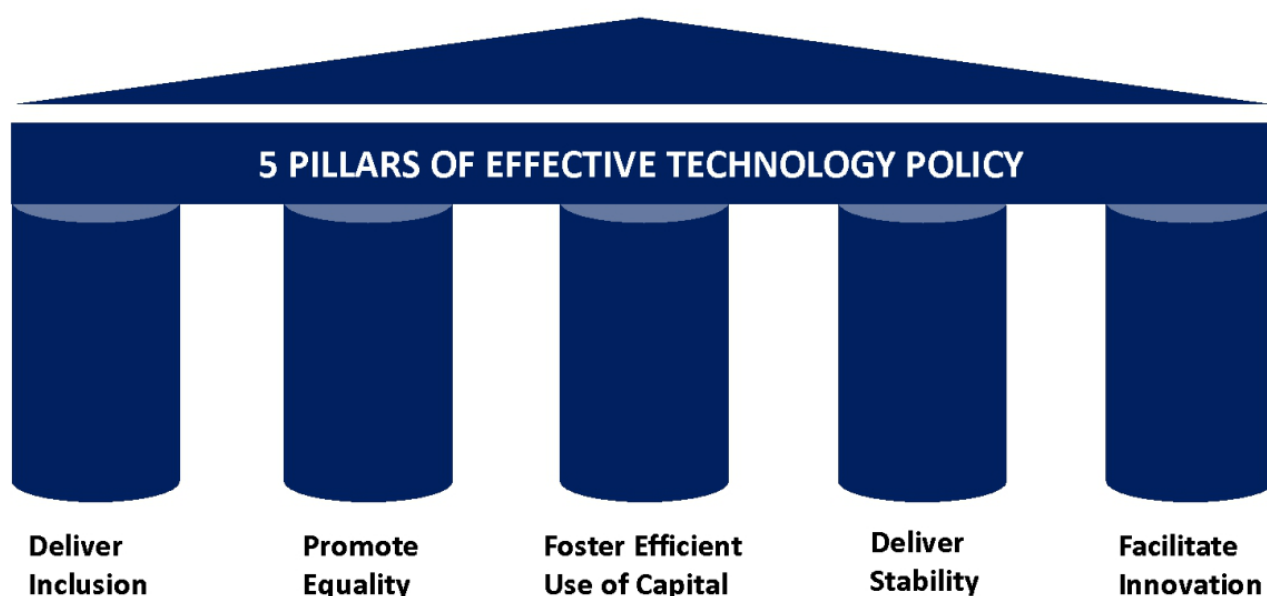 5 PILLARS OF EFFECTIVE TECHNOLOGY POLICY
Deliver
Inclusion
Promote
Equality
Foster Efficient
Use of Capital
Deliver
Stability
Facilitate
Innovation